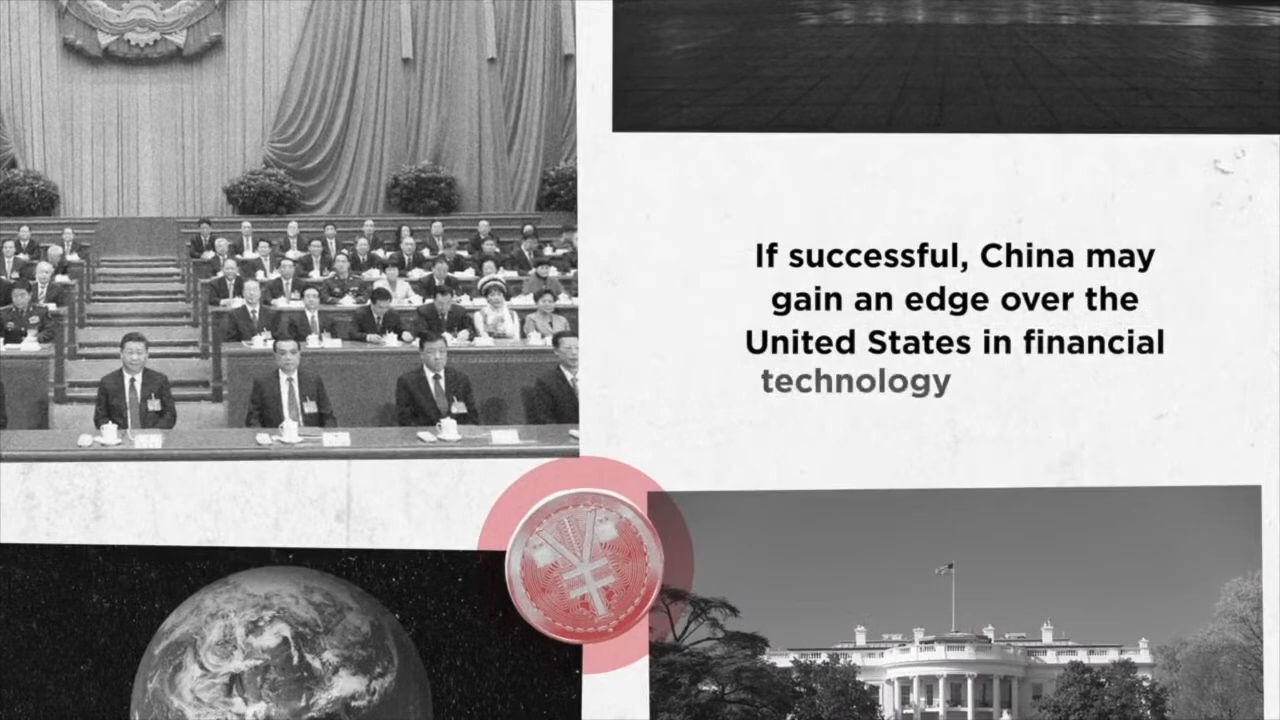 If successful, China may
gain an edge over the
United States in financial
technology